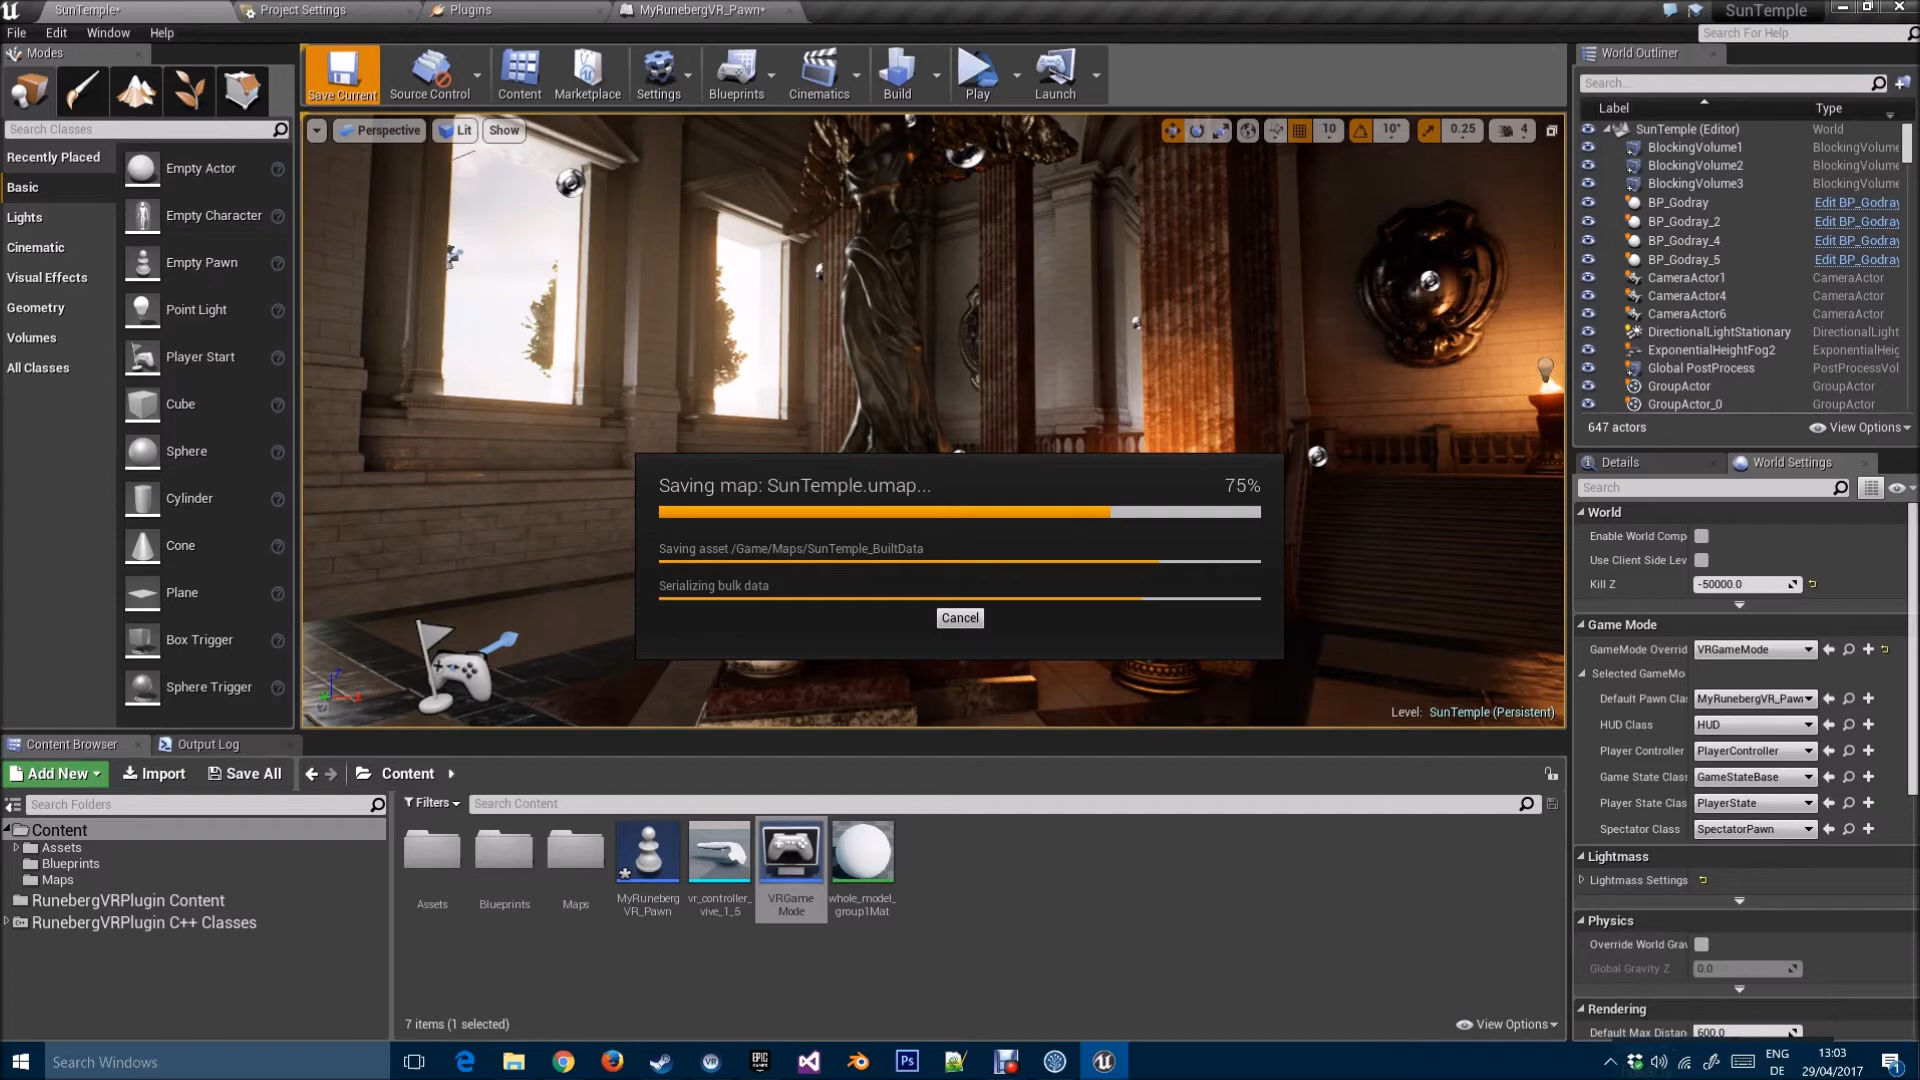 SunTemple*
Project Settings
Plugins
MyRunebergVR_Pawn*
SunTemple
File
Edit
Window
Help
Search For Help
Modes
Search Classes
Recently Placed
Basic
Lights
Cinematic
Visual Effects
Geometry
Volumes
All Classes
Empty Actor
Empty Character
Empty Pawn
Point Light
Player Start
Cube
Sphere
Cylinder
Cone
Plane
Box Trigger
Sphere Trigger
Save Current
Source Control
Content
Marketplace
Settings
Blueprints
Cinematics
Build
Play
Launch
Perspective
Lit
Show
10
10°
0.25
4
Saving map: SunTemple.umap...
75%
Saving asset /Game/Maps/SunTemple_BuiltData
Serializing bulk data
Cancel
Level: SunTemple (Persistent)
World Outliner
Search...
Label
Type
SunTemple (Editor)
World
BlockingVolume1
BlockingVolume
BlockingVolume2
BlockingVolume
BlockingVolume3
BlockingVolume
BP_Godray
Edit BP_Godray
BP_Godray_2
Edit BP_Godray
BP_Godray_4
Edit BP_Godray
BP_Godray_5
Edit BP_Godray
CameraActor1
CameraActor
CameraActor4
CameraActor
CameraActor6
CameraActor
DirectionalLightStationary
DirectionalLight
ExponentialHeightFog2
ExponentialHeig
Global PostProcess
PostProcessVol
GroupActor
GroupActor
GroupActor_0
GroupActor
647 actors
View Options
Details
World Settings
Search
World
Enable World Comp
Use Client Side Lev
Kill Z
-50000.0
Game Mode
GameMode Overrid
VRGameMode
Selected GameMo
Default Pawn Clas
MyRunebergVR_Pawn
HUD Class
HUD
Player Controller
PlayerController
Game State Class
GameStateBase
Player State Clas
PlayerState
Spectator Class
SpectatorPawn
Lightmass
Lightmass Settings
Physics
Override World Grav
Global Gravity Z
0.0
Rendering
Default Max Distan
600.0
Content Browser
Output Log
Add New
Import
Save All
Content
Search Folders
Content
Assets
Blueprints
Maps
RunebergVRPlugin Content
RunebergVRPlugin C++ Classes
Filters
Search Content
Assets
Blueprints
Maps
MyRuneberg
VR_Pawn
vr_controller_
vive_1_5
VRGame
Mode
whole_model_
group1Mat
7 items (1 selected)
View Options
Search Windows
EPIC
GAMES
Ps
ENG
DE
13:03
29/04/2017
1